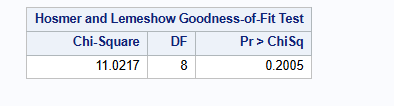 Hosmer and Lemeshow Goodness-of-Fit Test
Chi-Square DF Pr > ChiSq
11.0217 8 0.2005